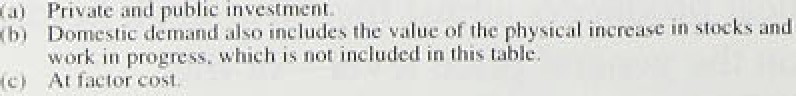 (a) Private and public investment.
(b) Domestic demand also includes the value of the physical increase in stocks and
work in progress, which is not included in this table.
(c) At factor cost.